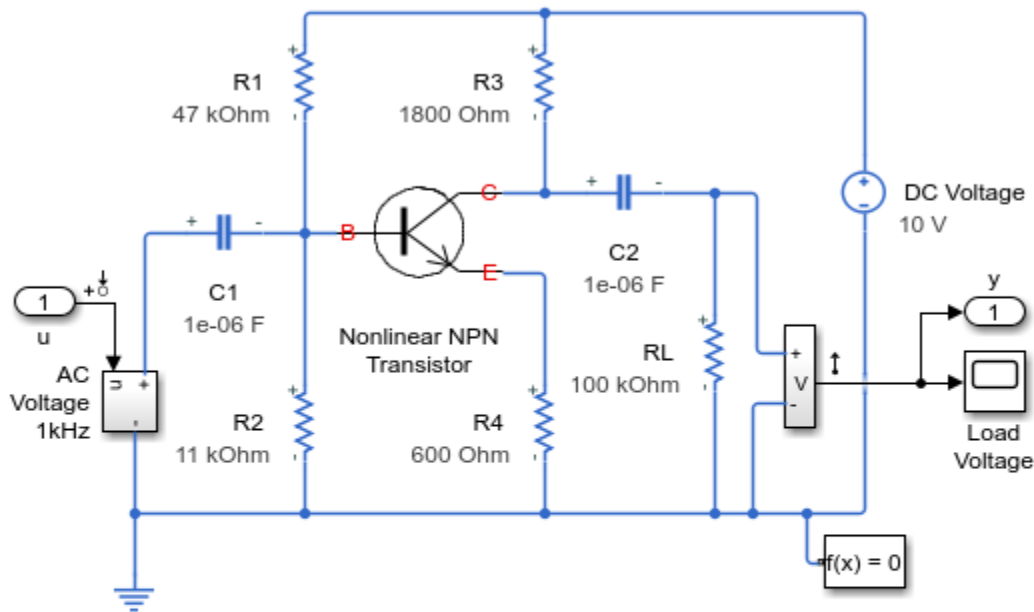 R1
47 kOhm
R3
1800 Ohm
DC Voltage
10 V
B
C
E
C1
1e-06 F
C2
1e-06 F
1
u
Nonlinear NPN
Transistor
y
1
AC
Voltage
1kHz
u
R2
11 kOhm
R4
600 Ohm
RL
100 kOhm
V
Load
Voltage
f(x) = 0